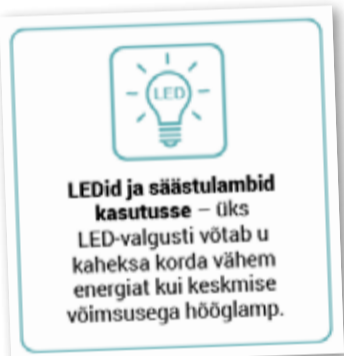 LED
LEDid ja säästulambid
kasutusse – üks
LED-valgusti võtab u
kaheksa korda vähem
energiat kui keskmise
võimsusega hõõglamp.